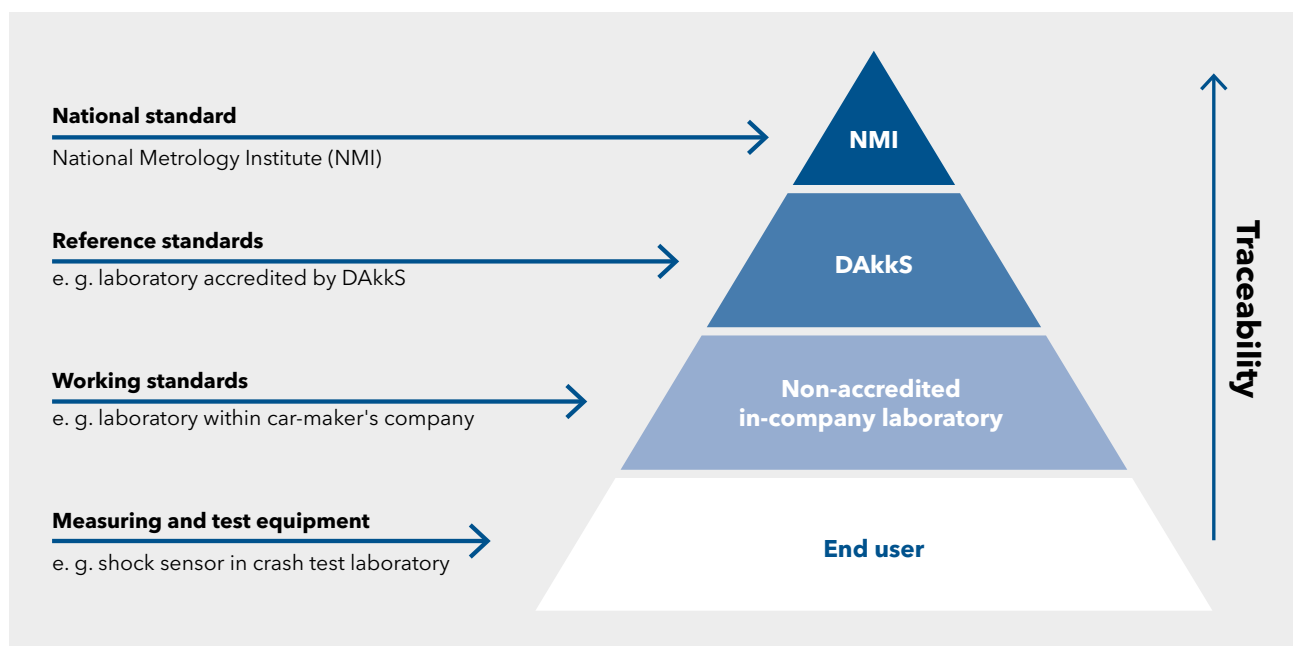 National standard
National Metrology Institute (NMI)
NMI
Reference standards
e. g. laboratory accredited by DAkkS
DAkkS
Working standards
e. g. laboratory within car-maker's company
Non-accredited
in-company laboratory
Measuring and test equipment
e. g. shock sensor in crash test laboratory
End user
Traceability